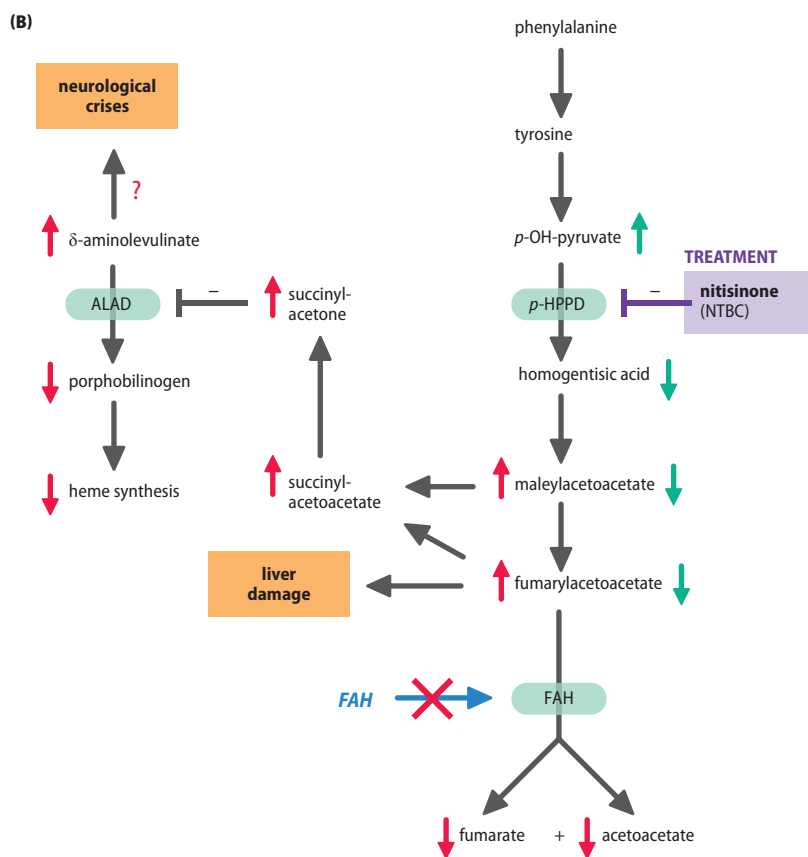 (B)
phenylalanine
neurological
crises
tyrosine
?
δ-aminolevulinate
p-OH-pyruvate
TREATMENT
ALAD
–
succinyl-
acetone
p-HPPD
–
nitisinone
(NTBC)
porphobilinogen
homogentisic acid
heme synthesis
succinyl-
acetoacetate
maleylacetoacetate
liver
damage
fumarylacetoacetate
FAH
FAH
fumarate + acetoacetate